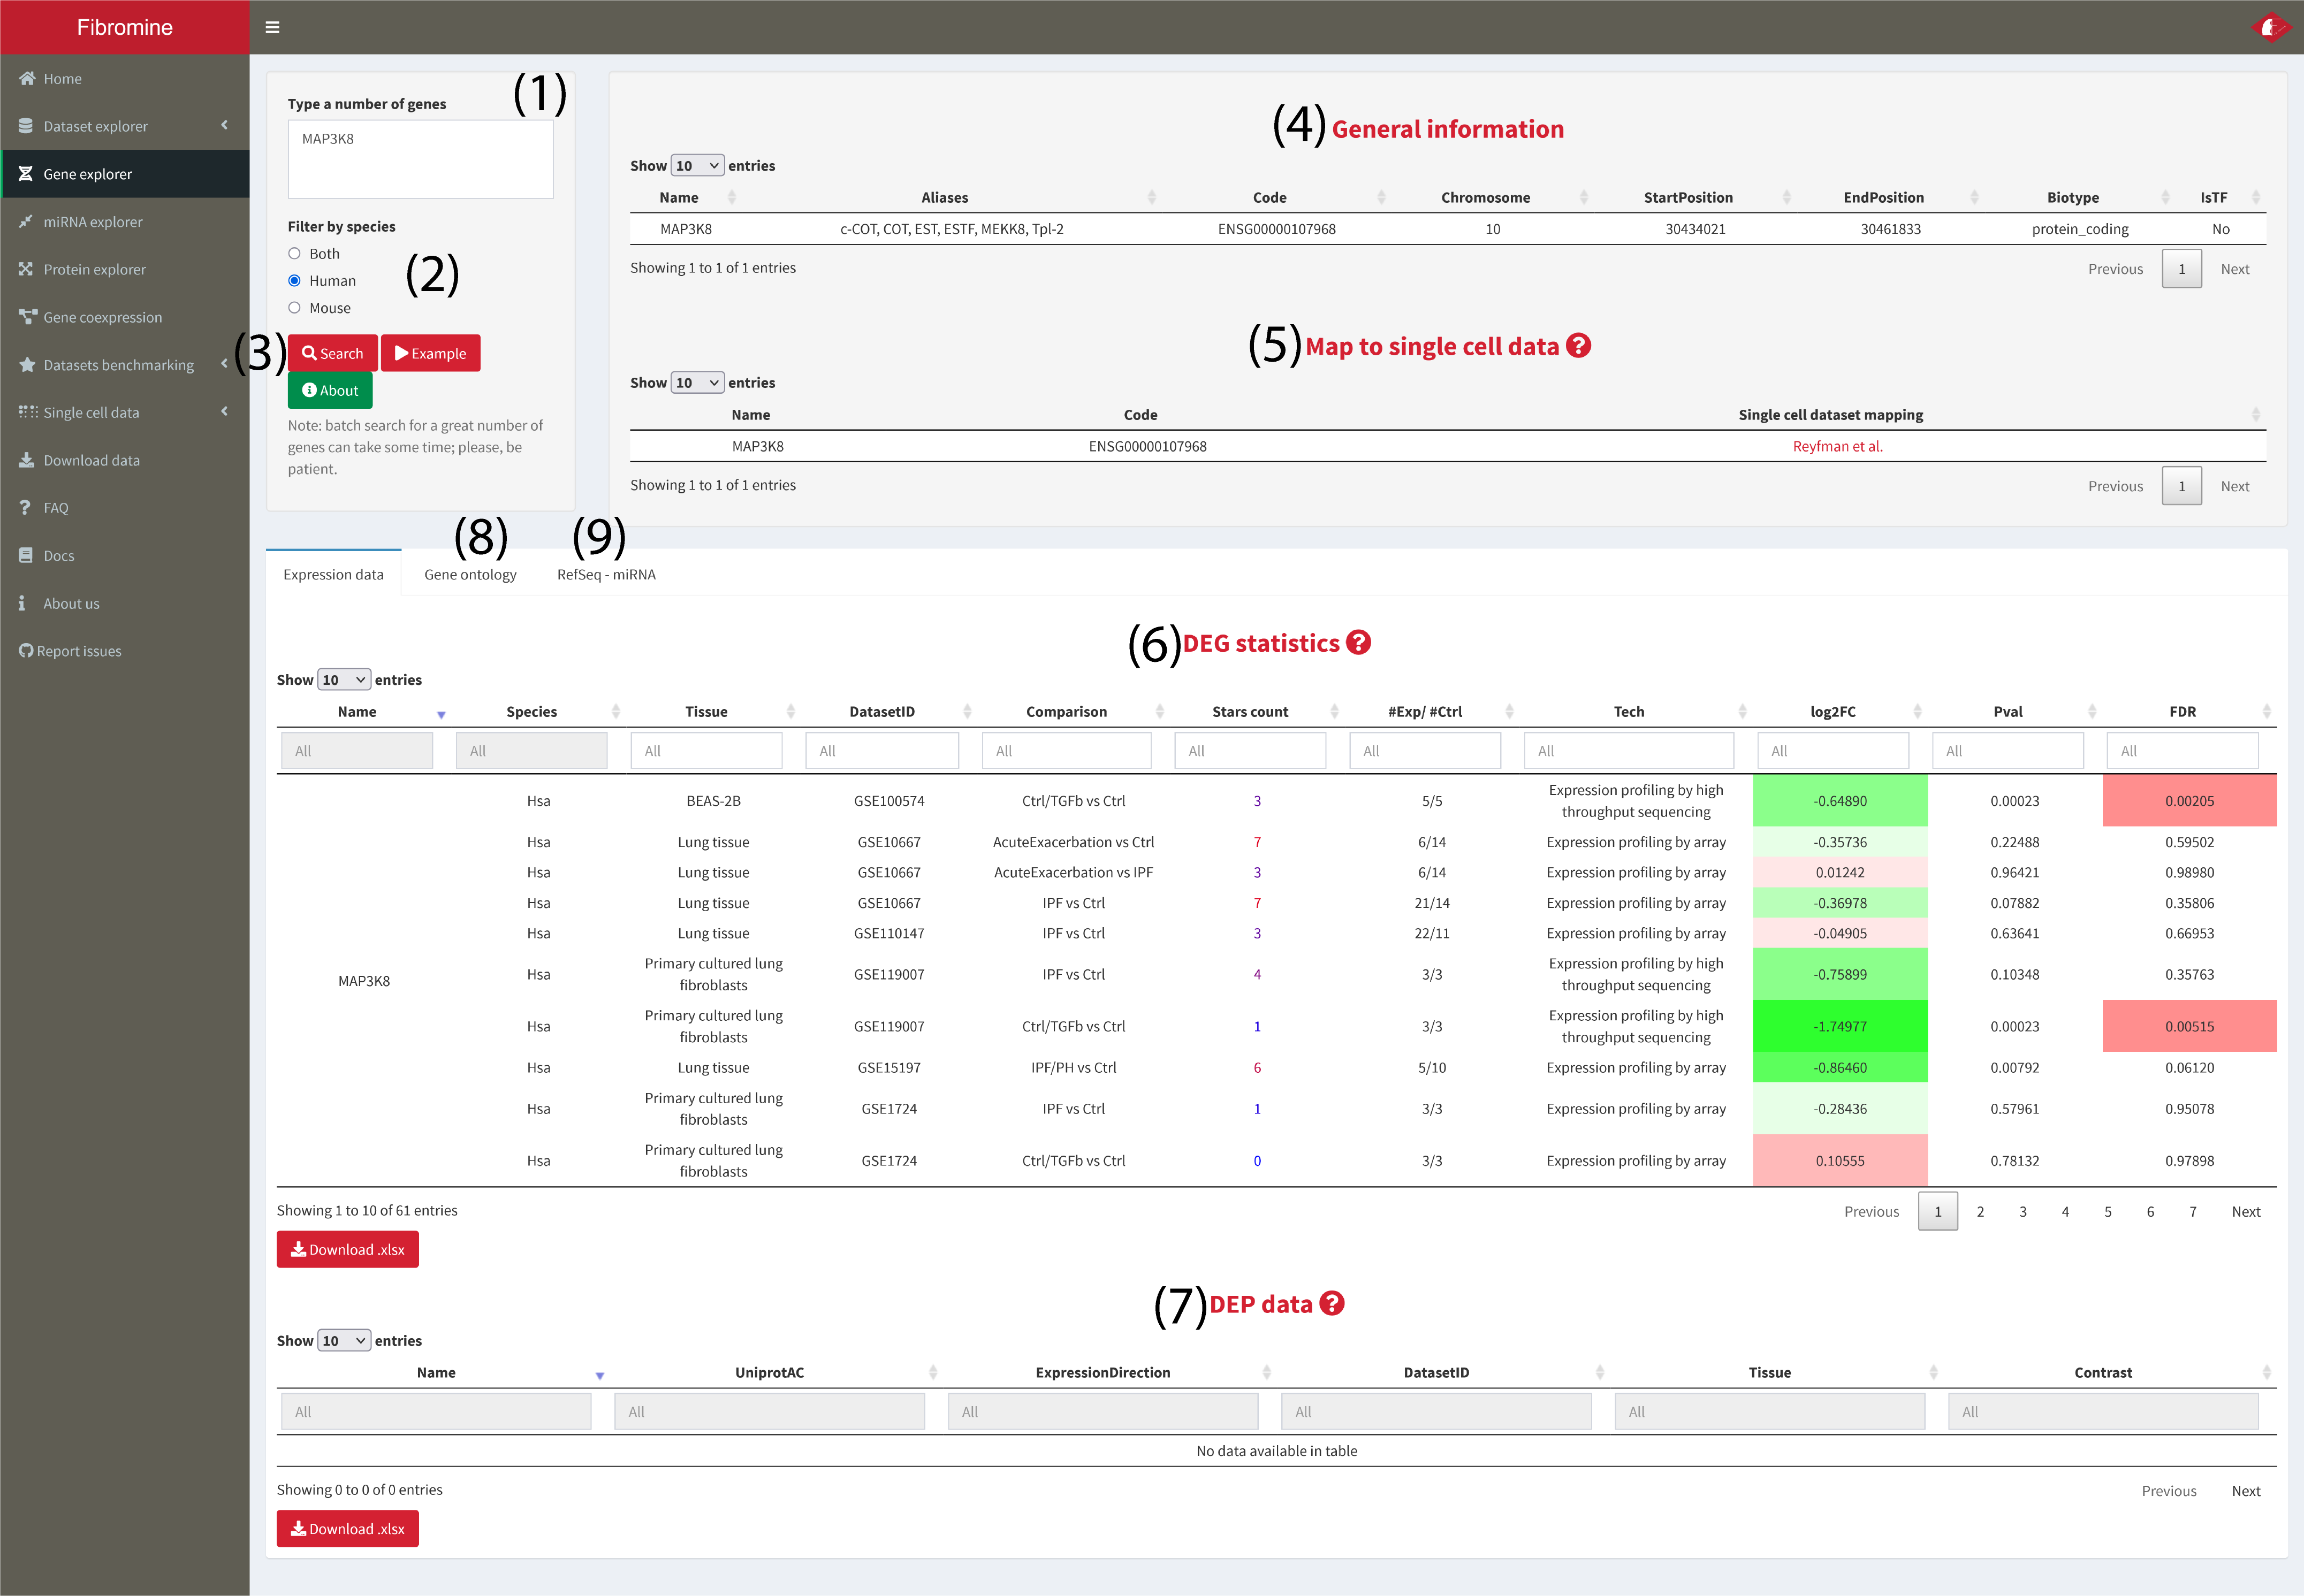 Fibromine
Home
Dataset explorer
Gene explorer
miRNA explorer
Protein explorer
Gene coexpression
Datasets benchmarking
Single cell data
Download data
FAQ
Docs
About us
Report issues
(1)
Type a number of genes
MAP3K8
Filter by species
Both
Human
Mouse
(2)
(3)
Search Example
About
Note: batch search for a great number of
genes can take some time; please, be
patient.
(4) General information
Show 10 entries
Name Aliases Code Chromosome StartPosition EndPosition Biotype IsTF
MAP3K8 c-COT, COT, EST, ESTF, MEKK8, Tpl-2 ENSG00000107968 10 30434021 30461833 protein_coding No
Showing 1 to 1 of 1 entries
Previous 1 Next
(5) Map to single cell data
Show 10 entries
Name Code Single cell dataset mapping
MAP3K8 ENSG00000107968 Reyfman et al.
Showing 1 to 1 of 1 entries
Previous 1 Next
(8) (9)
Expression data Gene ontology RefSeq - miRNA
(6) DEG statistics
Show 10 entries
Name Species Tissue DatasetID Comparison Stars count #Exp/ #Ctrl Tech log2FC Pval FDR
All All All All All All All All All All All
MAP3K8
Hsa BEAS-2B GSE100574 Ctrl/TGFb vs Ctrl 3 5/5 Expression profiling by high throughput sequencing -0.64890 0.00023 0.00205
Hsa Lung tissue GSE10667 AcuteExacerbation vs Ctrl 7 6/14 Expression profiling by array -0.35736 0.22488 0.59502
Hsa Lung tissue GSE10667 AcuteExacerbation vs IPF 3 6/14 Expression profiling by array 0.01242 0.96421 0.98980
Hsa Lung tissue GSE10667 IPF vs Ctrl 7 21/14 Expression profiling by array -0.36978 0.07882 0.35806
Hsa Lung tissue GSE110147 IPF vs Ctrl 3 22/11 Expression profiling by array -0.04905 0.63641 0.66953
Hsa Primary cultured lung fibroblasts GSE119007 IPF vs Ctrl 4 3/3 Expression profiling by high throughput sequencing -0.75899 0.10348 0.35763
Hsa Primary cultured lung fibroblasts GSE119007 Ctrl/TGFb vs Ctrl 1 3/3 Expression profiling by high throughput sequencing -1.74977 0.00023 0.00515
Hsa Lung tissue GSE15197 IPF/PH vs Ctrl 6 5/10 Expression profiling by array -0.86460 0.00792 0.06120
Hsa Primary cultured lung fibroblasts GSE1724 IPF vs Ctrl 1 3/3 Expression profiling by array -0.28436 0.57961 0.95078
Hsa Primary cultured lung fibroblasts GSE1724 Ctrl/TGFb vs Ctrl 0 3/3 Expression profiling by array 0.10555 0.78132 0.97898
Showing 1 to 10 of 61 entries
Previous 1 2 3 4 5 6 7 Next
Download .xlsx
(7) DEP data
Show 10 entries
Name UniprotAC ExpressionDirection DatasetID Tissue Contrast
All All All All All All
No data available in table
Showing 0 to 0 of 0 entries
Previous Next
Download .xlsx